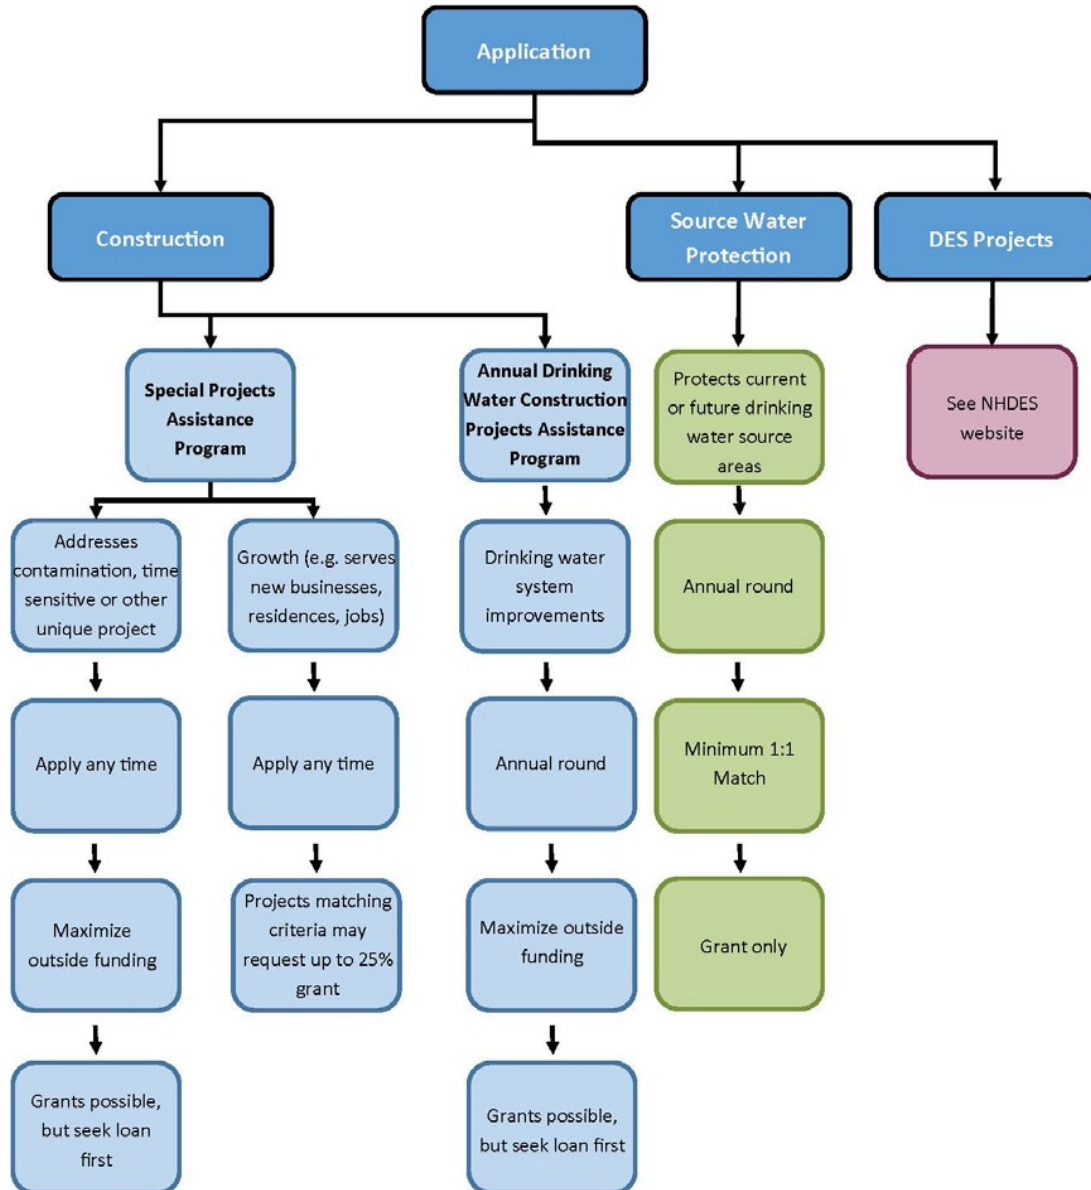 Application
Construction
Source Water
Protection
DES Projects
Special Projects
Assistance
Program
Annual Drinking
Water Construction
Projects Assistance
Program
Protects current
or future drinking
water source
areas
See NHDES
website
Addresses
contamination, time
sensitive or other
unique project
Growth (e.g. serves
new businesses,
residences, jobs)
Drinking water
system
improvements
Annual round
Apply any time
Apply any time
Annual round
Minimum 1:1
Match
Maximize
outside funding
Projects matching
criteria may
request up to 25%
grant
Maximize outside
funding
Grant only
Grants possible,
but seek loan
first
Grants possible,
but seek loan first